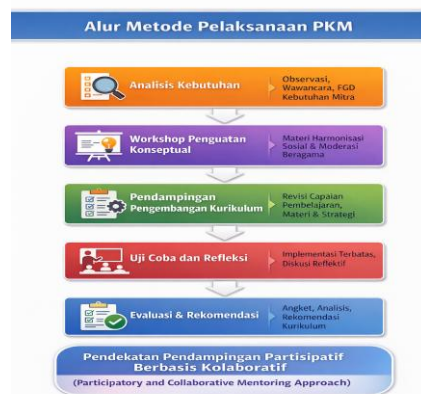 Alur Metode Pelaksanaan PKM
Analisis Kebutuhan
Observasi,
Wawancara, FGD
Kebutuhan Mitra
Workshop Penguatan
Konseptual
Materi Harmonisasi
Sosial & Moderasi
Beragama
Pendampingan
Pengembangan Kurikulum
Revisi Capaian
Pembelajaran,
Materi & Strategi
Uji Coba dan Refleksi
Implementasi Terbatas,
Diskusi Reflektif
Evaluasi & Rekomendasi
Angket, Analisis,
Rekomendasi
Kurikulum
Pendekatan Pendampingan Partisipatif
Berbasis Kolaboratif
(Participatory and Collaborative Mentoring Approach)